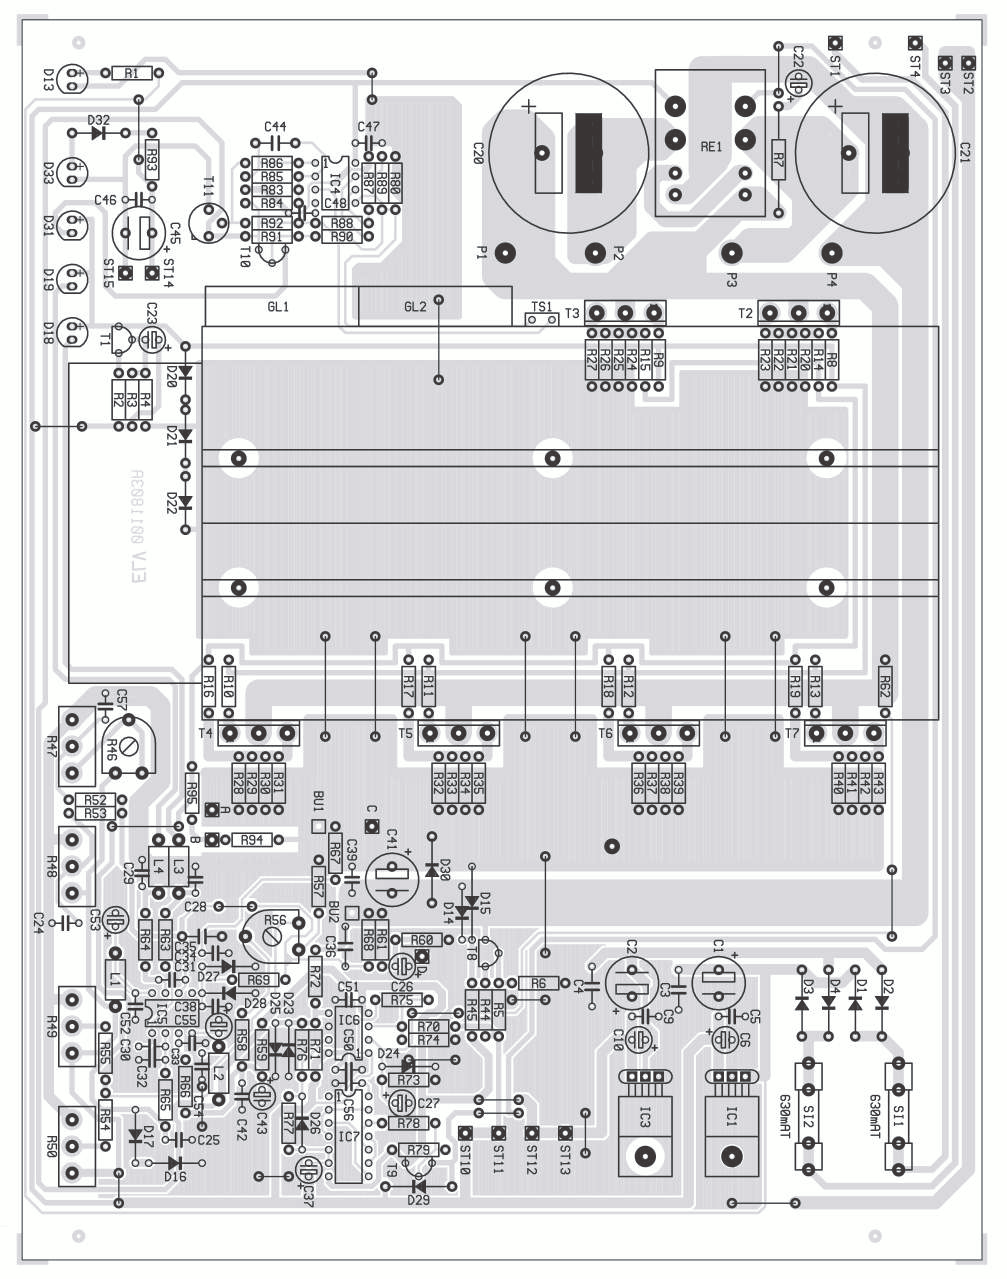 D13
R1
C22
ST1
ST4
ST3
ST2
D32
C44
C47
R93
R86
R85
R83
R84
R92
R91
IC4
1
C48
R88
R90
R87
R89
R80
C20
RE1
R7
C21
D33
C46
T11
C45
D31
T10
ST15
ST14
P1
P2
P3
P4
D19
D18
T1
C23
GL1
GL2
TS1
T3
T2
R27
R26
R25
R24
R15
R9
R23
R22
R21
R20
R14
R8
D20
R2
R3
R4
D21
D22
ELV 0011808A
R16
R10
R17
R11
R18
R12
R19
R13
R62
C57
T4
T5
T6
T7
R47
R46
R28
R29
R30
R31
R32
R33
R34
R35
R36
R37
R38
R39
R40
R41
R42
R43
R52
R53
R95
A
B
R94
BU1
C
R67
C39
C41
D30
R48
C29
L4
L3
R57
D15
D14
C24
C53
C28
BU2
R56
R64
R63
C35
C34
C31
D27
C36
R68
R61
R60
T8
L1
R69
R72
C26
R75
R6
C4
C2
C3
C1
D3
D4
D1
D2
R45
R44
R5
R49
C52
IC5
C38
C55
D28
D25
D23
C51
IC6
R70
R74
C9
C10
C5
C6
R55
C30
C32
C33
R58
R59
R76
R71
C50
1
D24
R73
L2
R66
R65
C54
C42
C43
R77
D26
C56
IC7
C27
R78
IC3
IC1
SI2
630mAT
SI1
630mAT
R50
R54
D17
C25
D16
C37
R79
T9
D29
ST10
ST11
ST12
ST13